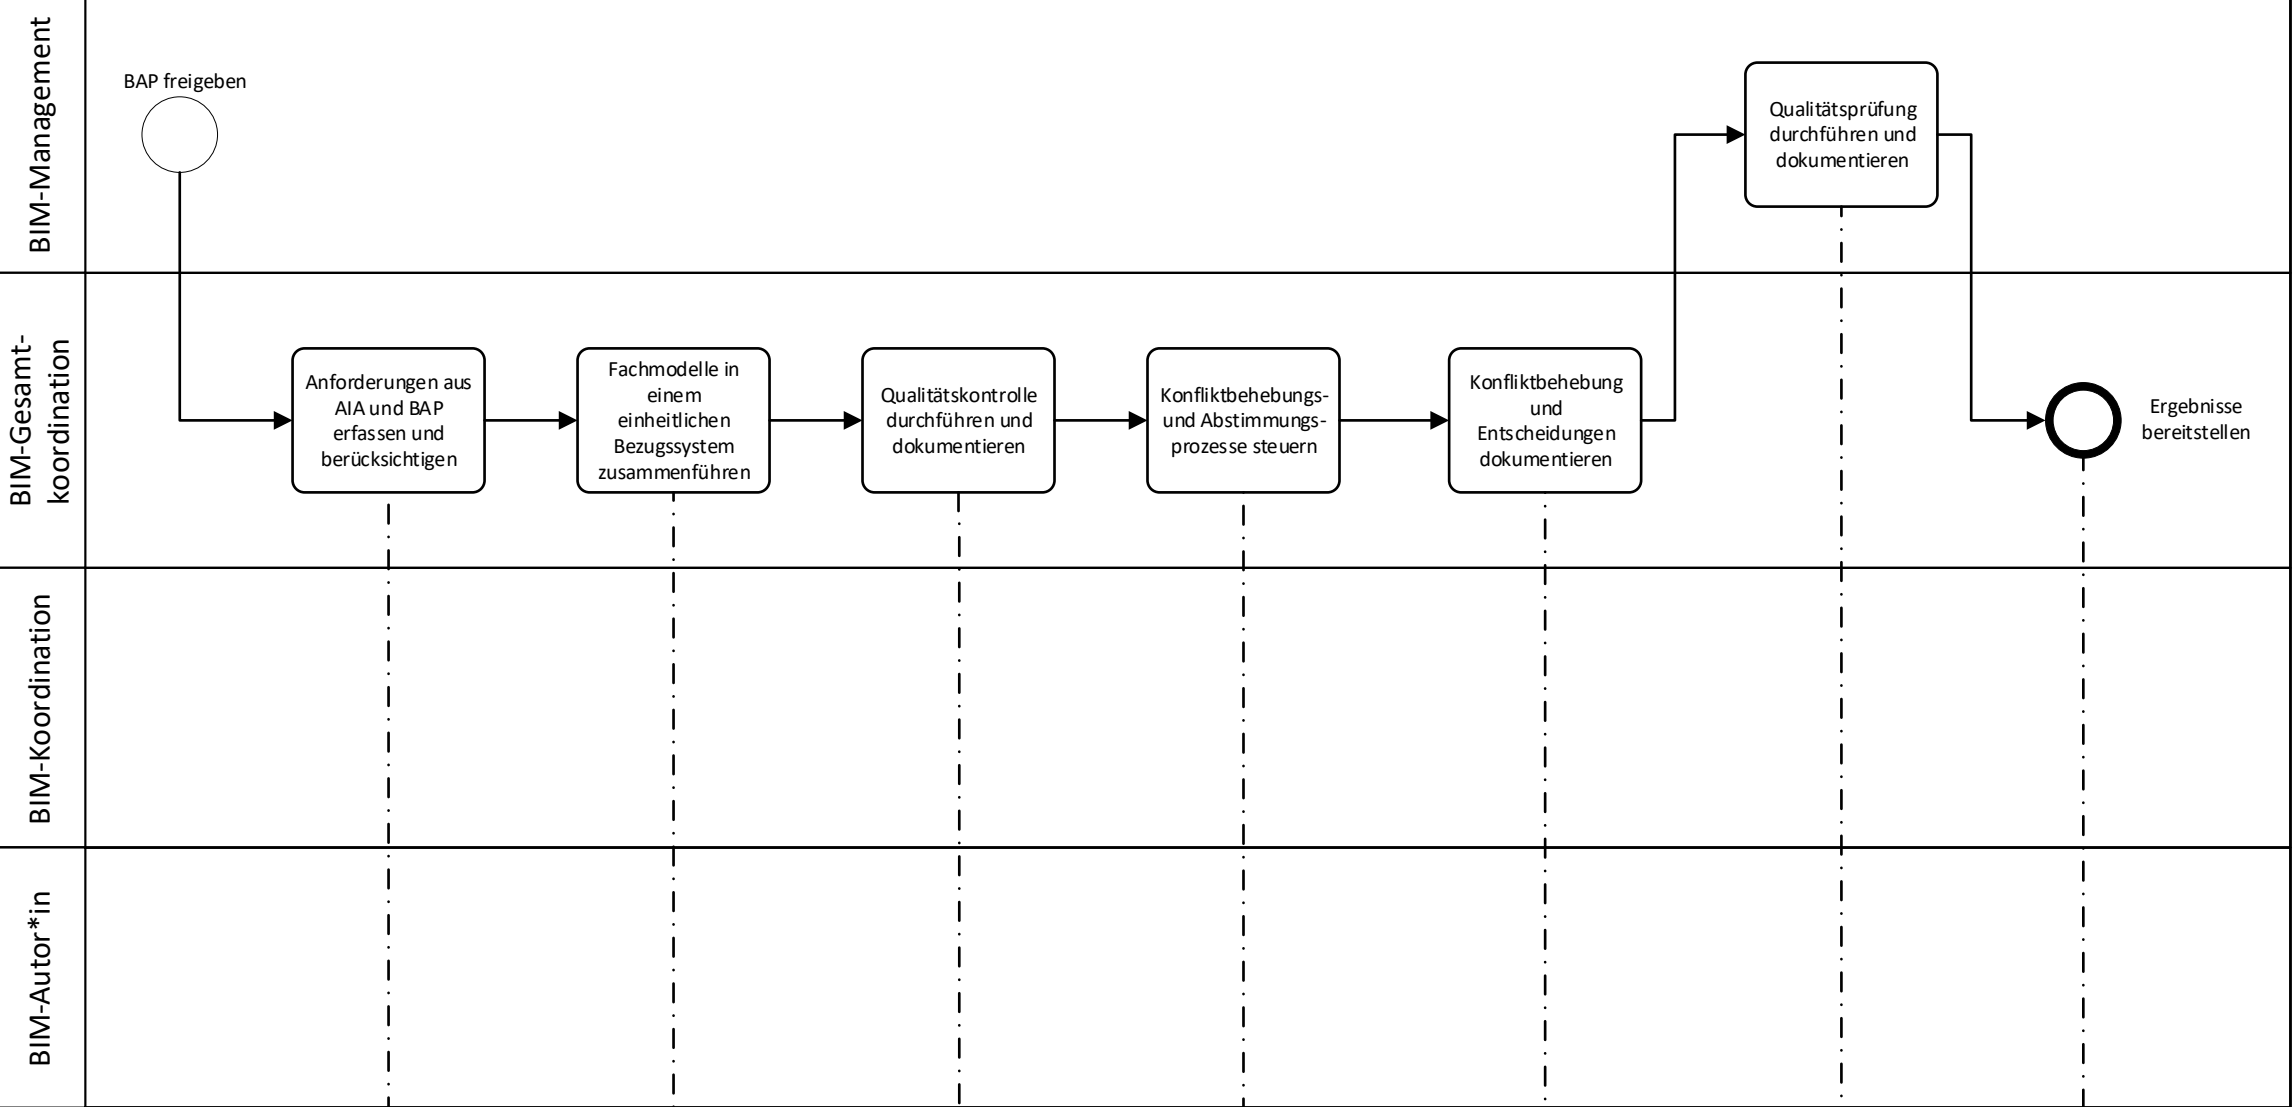 BIM-Management
BAP freigeben
Qualitätsprüfung
durchführen und
dokumentieren
BIM-Gesamt-
koordination
Anforderungen aus
AIA und BAP
erfassen und
berücksichtigen
Fachmodelle in
einem
einheitlichen
Bezugssystem
zusammenführen
Qualitätskontrolle
durchführen und
dokumentieren
Konfliktbehebungs-
und Abstimmungs-
prozesse steuern
Konfliktbehebung
und
Entscheidungen
dokumentieren
Ergebnisse
bereitstellen
BIM-Koordination
BIM-Autor*in